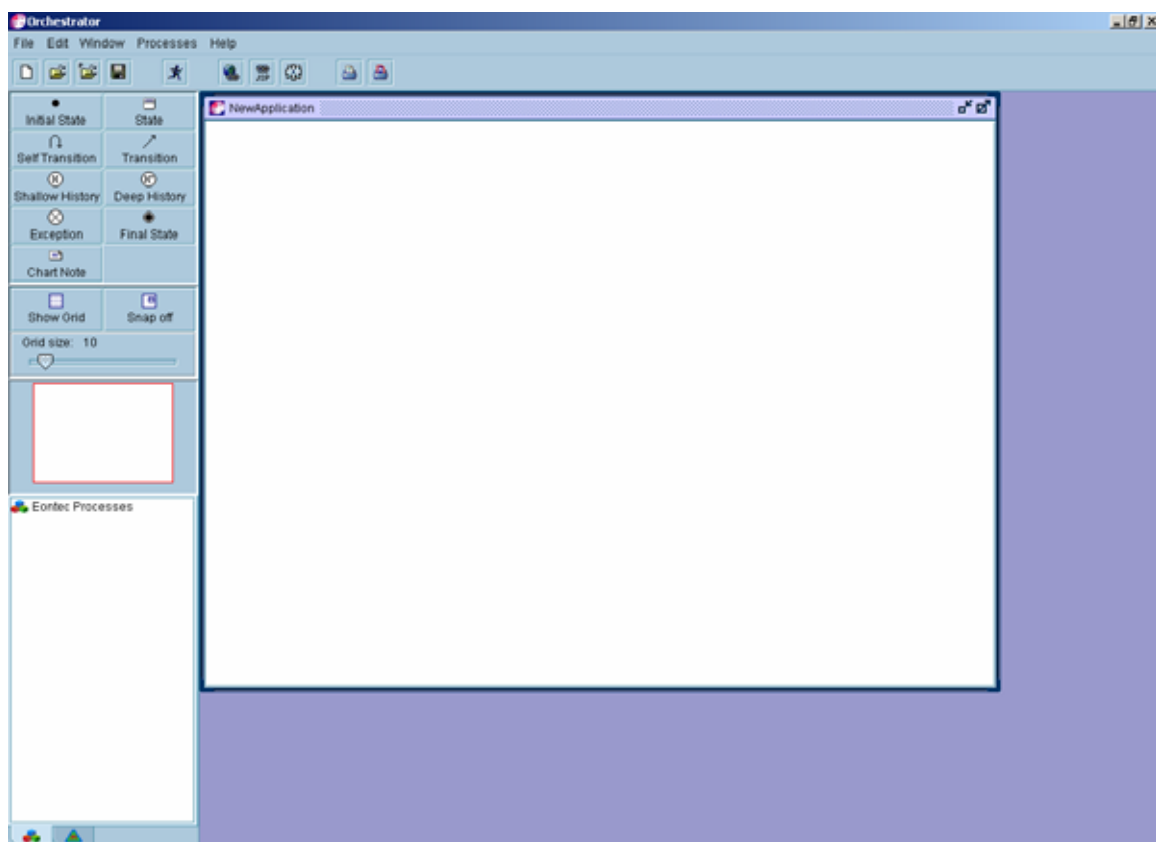 Orchestrator
File Edit Window Processes Help
NewApplication
Initial State State
Self Transition Transition
Shallow History Deep History
Exception Final State
Chart Note
Show Grid Snap off
Grid size: 10
Eontec Processes